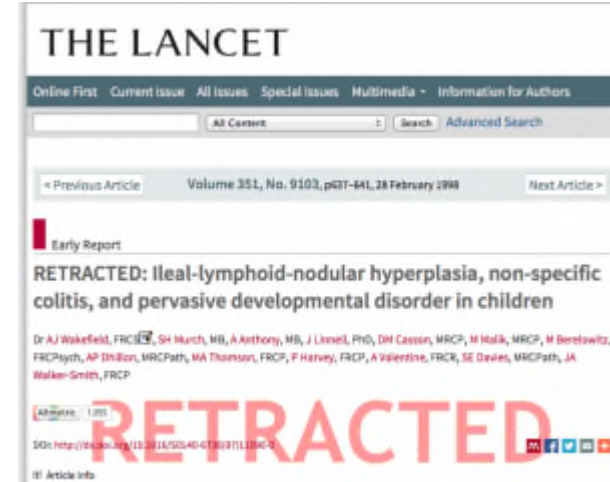 THE LANCET
Online First Current Issue All Issues Special Issues Multimedia Information for Authors
All Content Search Advanced Search
< Previous Article Volume 351, No. 9103, p637–641, 28 February 1998 Next Article >
Early Report
RETRACTED: Ileal-lymphoid-nodular hyperplasia, non-specific
colitis, and pervasive developmental disorder in children
Dr AJ Wakefield, FRCS, SH Murch, MB, A Anthony, MB, J Linnell, PhD, DM Casson, MRCP, M Malik, MRCP, M Berelowitz,
FRCPsych, AP Dhillon, MRCPath, MA Thomson, FRCP, P Harvey, FRCP, A Valentine, FRCR, SE Davies, MRCPath, JA
Walker-Smith, FRCP
Altmetric
RETRACTED
DOI:
Article Info